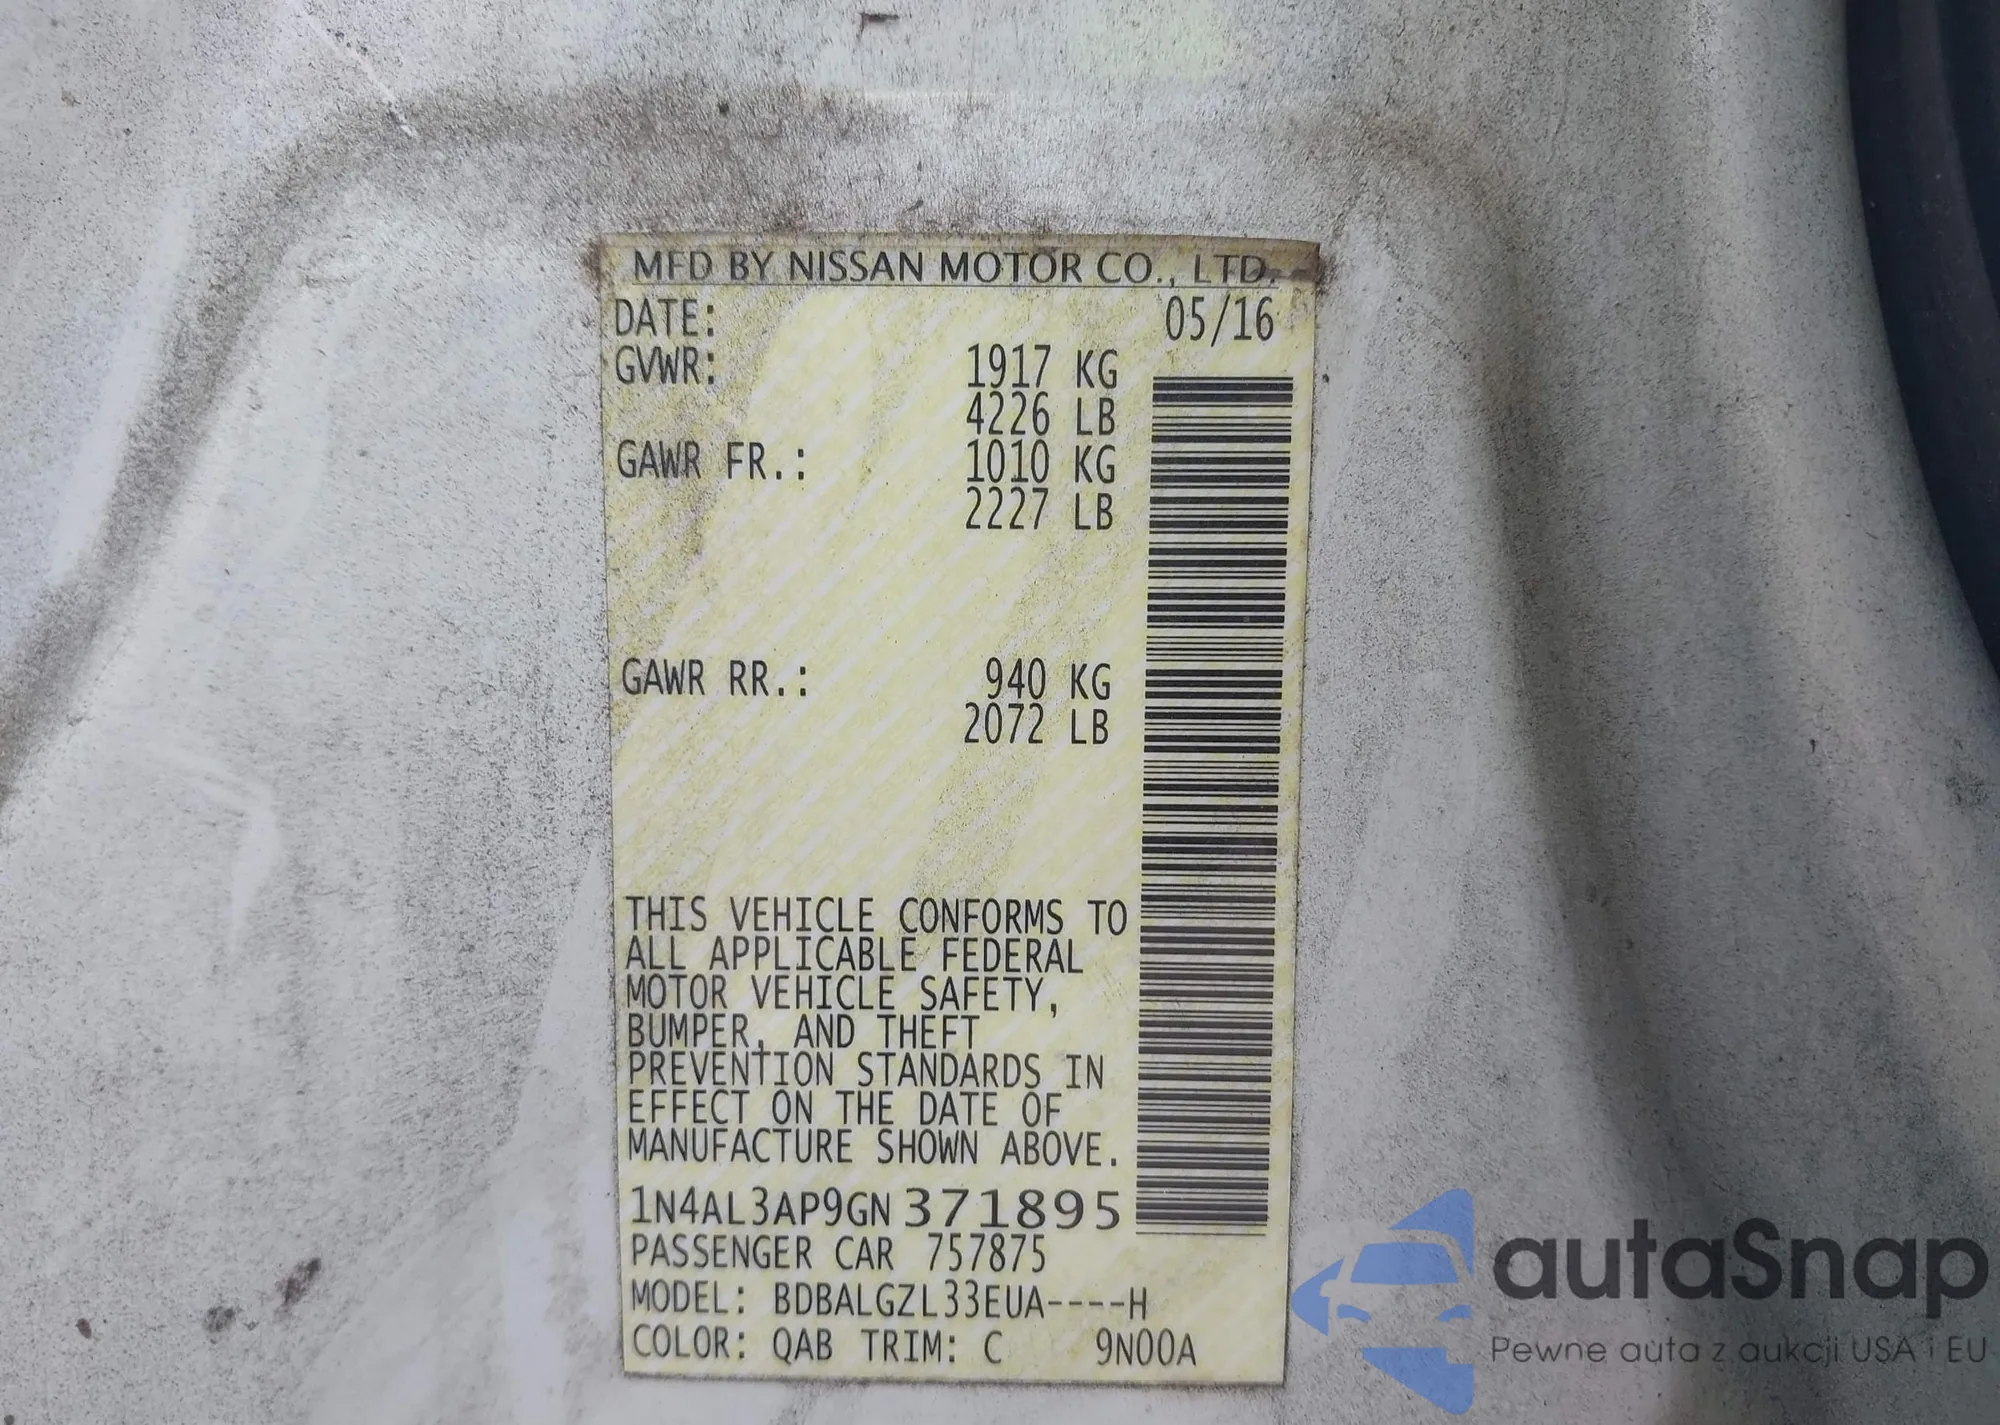 MFD BY NISSAN MOTOR CO., LTD.
DATE: 05/16
GVWR: 1917 KG
4226 LB
GAWR FR.: 1010 KG
2227 LB
GAWR RR.: 940 KG
2072 LB
THIS VEHICLE CONFORMS TO
ALL APPLICABLE FEDERAL
MOTOR VEHICLE SAFETY,
BUMPER, AND THEFT
PREVENTION STANDARDS IN
EFFECT ON THE DATE OF
MANUFACTURE SHOWN ABOVE.
1N4AL3AP9GN371895
PASSENGER CAR 757875
MODEL: BDBALGZL33EUA----H
COLOR: QAB TRIM: C 9N00A
autaSnap
Pewne auta z aukcji USA i EU